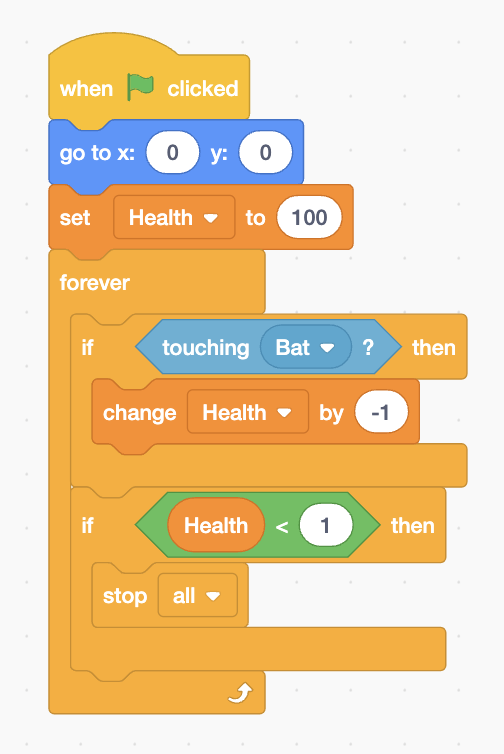 when clicked
go to x: 0 y: 0
set Health to 100
forever
if touching Bat ? then
change Health by -1
if Health < 1 then
stop all